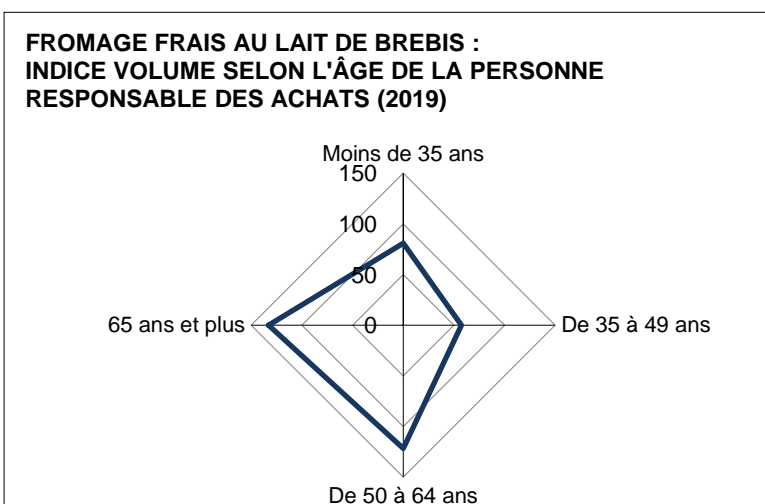 FROMAGE FRAIS AU LAIT DE BREBIS :
INDICE VOLUME SELON L'ÂGE DE LA PERSONNE
RESPONSABLE DES ACHATS (2019)
Moins de 35 ans
150
100
50
65 ans et plus
0
De 35 à 49 ans
De 50 à 64 ans